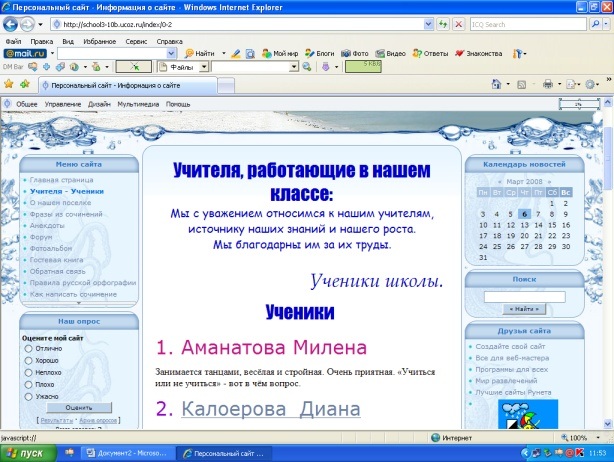 Персональный сайт - Информация о сайте - Windows Internet Explorer
http://school3-10b.ucoz.ru/index/0-2
ICQ Search
Файл Правка Вид Избранное Сервис Справка
@mail.ru Найти Мой мир Блоги Фото Видео Ответы Знакомства
DM Bar Файлы 5 КБ/с
Персональный сайт - Информация о сайте
Общее Управление Дизайн Мультимедиа Помощь
1%
Меню сайта
Главная страница
Учителя - Ученики
О нашем поселке
Фразы из сочинений
Анекдоты
Форум
Фотоальбом
Гостевая книга
Обратная связь
Правила русской орфографии
Как написать сочинение
Наш опрос
Оцените мой сайт
Отлично
Хорошо
Неплохо
Плохо
Ужасно
Оценить
[ Результаты · Архив опросов ]
Учителя, работающие в нашем
классе:
Мы с уважением относимся к нашим учителям,
источнику наших знаний и нашего роста.
Мы благодарны им за их труды.
Ученики школы.
Ученики
1. Аманатова Милена
Занимается танцами, весёлая и стройная. Очень приятная. «Учиться
или не учиться» - вот в чём вопрос.
2. Калоерова Диана
Календарь новостей
« Март 2008 »
Пн Вт Ср Чт Пт Сб Вс
1 2
3 4 5 6 7 8 9
10 11 12 13 14 15 16
17 18 19 20 21 22 23
24 25 26 27 28 29 30
31
Поиск
< Найти >
Друзья сайта
Создайте свой сайт
Все для веб-мастера
Программы для всех
Мир развлечений
Лучшие сайты Рунета
javascript://
Интернет
100%
пуск
Документ2 - Microso...
Персональный сайт ...
11:53